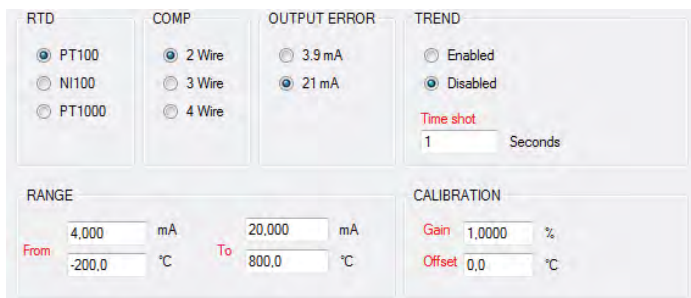 RTD
PT100
NI100
PT1000
COMP
2 Wire
3 Wire
4 Wire
OUTPUT ERROR
3.9 mA
21 mA
TREND
Enabled
Disabled
Time shot
1 Seconds
RANGE
From
4,000 mA
-200,0 °C
To
20,000 mA
800,0 °C
CALIBRATION
Gain 1,0000 %
Offset 0,0 °C